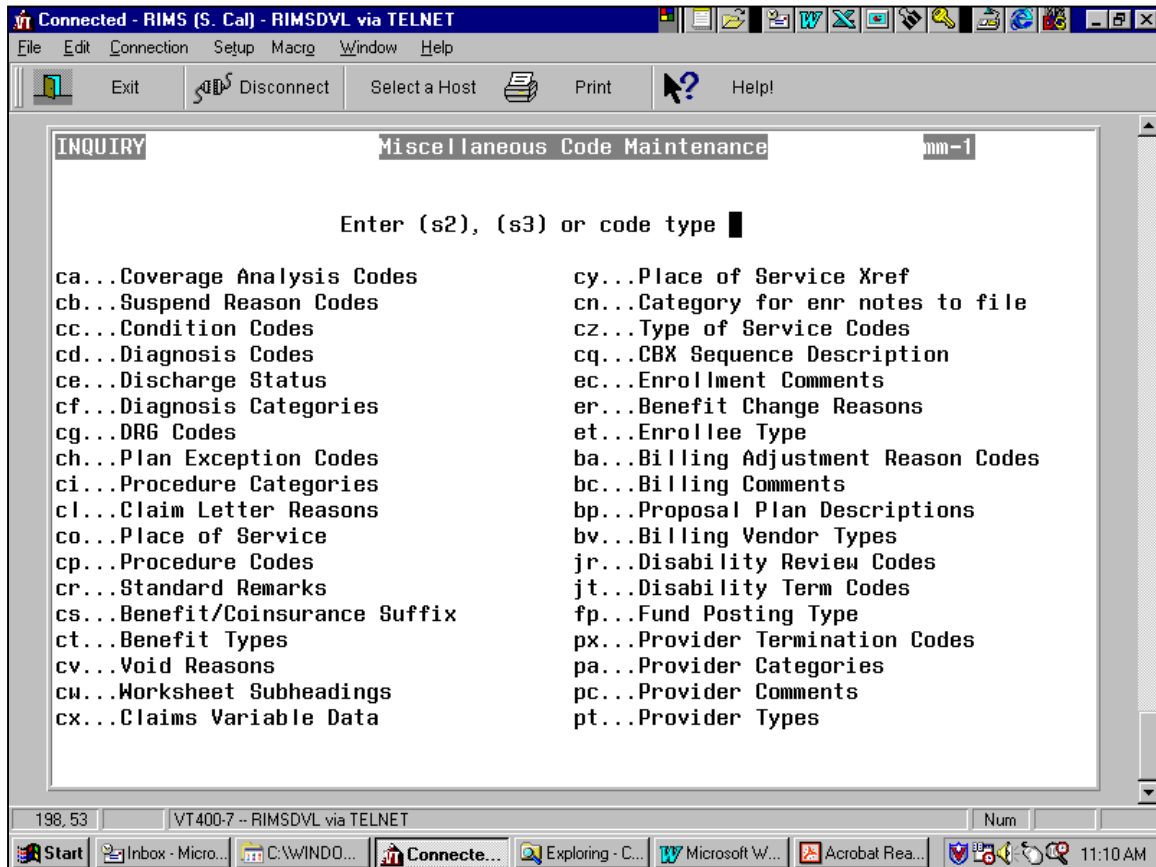 Connected - RIMS (S. Cal) - RIMSDVL via TELNET
File Edit Connection Setup Macro Window Help
Exit Disconnect Select a Host Print Help!
INQUIRY Miscellaneous Code Maintenance mm-1
Enter (s2), (s3) or code type
ca...Coverage Analysis Codes cy...Place of Service Xref
cb...Suspend Reason Codes cn...Category for enr notes to file
cc...Condition Codes cz...Type of Service Codes
cd...Diagnosis Codes cq...CBX Sequence Description
ce...Discharge Status ec...Enrollment Comments
cf...Diagnosis Categories er...Benefit Change Reasons
cg...DRG Codes et...Enrollee Type
ch...Plan Exception Codes ba...Billing Adjustment Reason Codes
ci...Procedure Categories bc...Billing Comments
cl...Claim Letter Reasons bp...Proposal Plan Descriptions
co...Place of Service bv...Billing Vendor Types
cp...Procedure Codes jr...Disability Review Codes
cr...Standard Remarks jt...Disability Term Codes
cs...Benefit/Coinsurance Suffix fp...Fund Posting Type
ct...Benefit Types px...Provider Termination Codes
cv...Void Reasons pa...Provider Categories
cw...Worksheet Subheadings pc...Provider Comments
cx...Claims Variable Data pt...Provider Types
198, 53 VT400-7 -- RIMSDVL via TELNET Num
Start Inbox - Micro... C:\WINDO... Connecte... Exploring - C... Microsoft W... Acrobat Rea... 11:10 AM